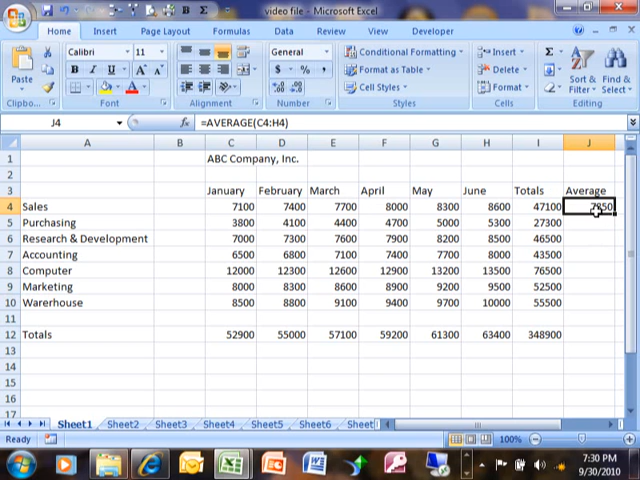 video file - Microsoft Excel
Home Insert Page Layout Formulas Data Review View Developer
Paste
Calibri 11
B I U A A
General
$ % ,
Conditional Formatting
Format as Table
Cell Styles
Insert
Delete
Format
Σ
Sort & Filter
Find & Select
Clipbo... Font Alignment Number Styles Cells Editing
J4 fx =AVERAGE(C4:H4)
A B C D E F G H I J
1 ABC Company, Inc.
2
3 January February March April May June Totals Average
4 Sales 7100 7400 7700 8000 8300 8600 47100 7850
5 Purchasing 3800 4100 4400 4700 5000 5300 27300
6 Research & Development 7000 7300 7600 7900 8200 8500 46500
7 Accounting 6500 6800 7100 7400 7700 8000 43500
8 Computer 12000 12300 12600 12900 13200 13500 76500
9 Marketing 8000 8300 8600 8900 9200 9500 52500
10 Warerhouse 8500 8800 9100 9400 9700 10000 55500
11
12 Totals 52900 55000 57100 59200 61300 63400 348900
13
14
15
16
17
Sheet1 Sheet2 Sheet3 Sheet4 Sheet5 Sheet6 Sheet
Ready 100%
7:30 PM
9/30/2010